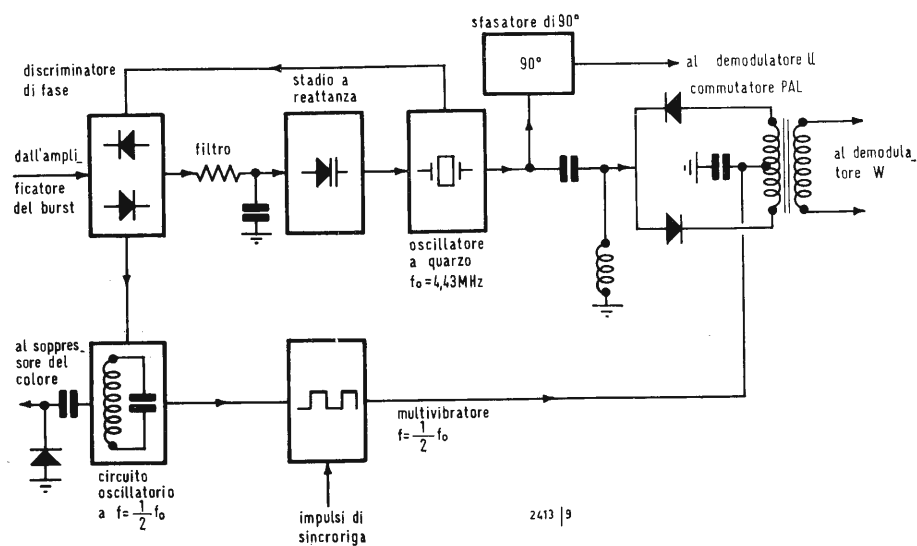 sfasatore di 90°
90°
al demodulatore U
commutatore PAL
discriminatore
di fase
stadio a
reattanza
dall'ampli_
ficatore
del burst
filtro
al demodula_
tore W
oscillatore
a quarzo
f₀=4,43MHz
al soppres_
sore del
colore
multivibratore
f=1/2 f₀
circuito
oscillatorio
a f=1/2 f₀
impulsi di
sincroriga
2413|9